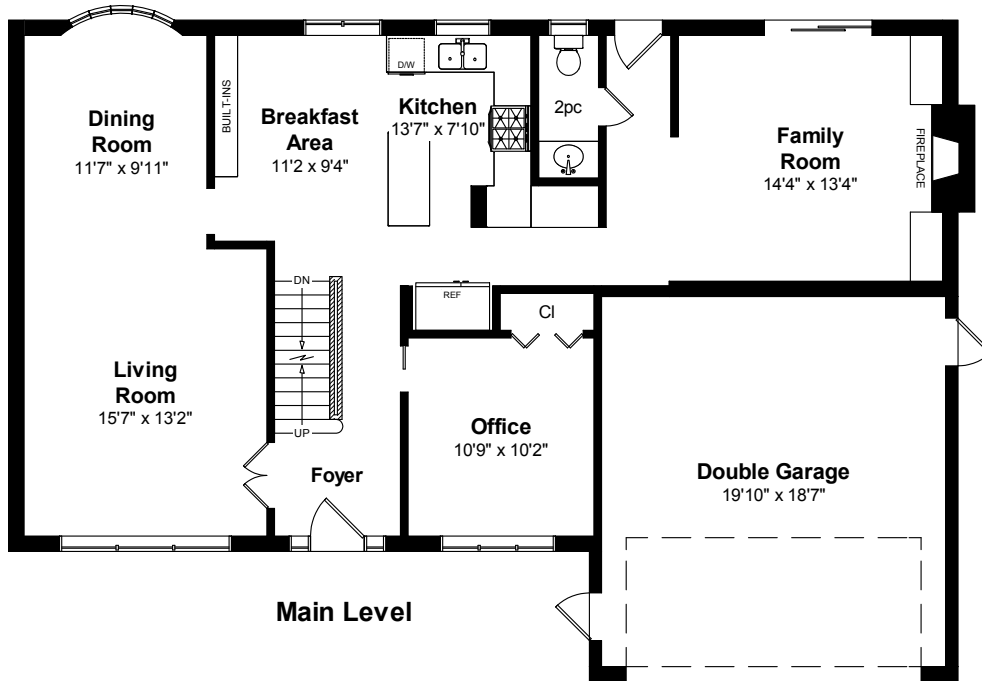 Dining
Room
11'7" x 9'11"
BUILT-INS
Breakfast
Area
11'2 x 9'4"
D/W
Kitchen
13'7" x 7'10"
2pc
Family
Room
14'4" x 13'4"
FIREPLACE
DN
REF
Cl
Living
Room
15'7" x 13'2"
UP
Office
10'9" x 10'2"
Foyer
Double Garage
19'10" x 18'7"
Main Level